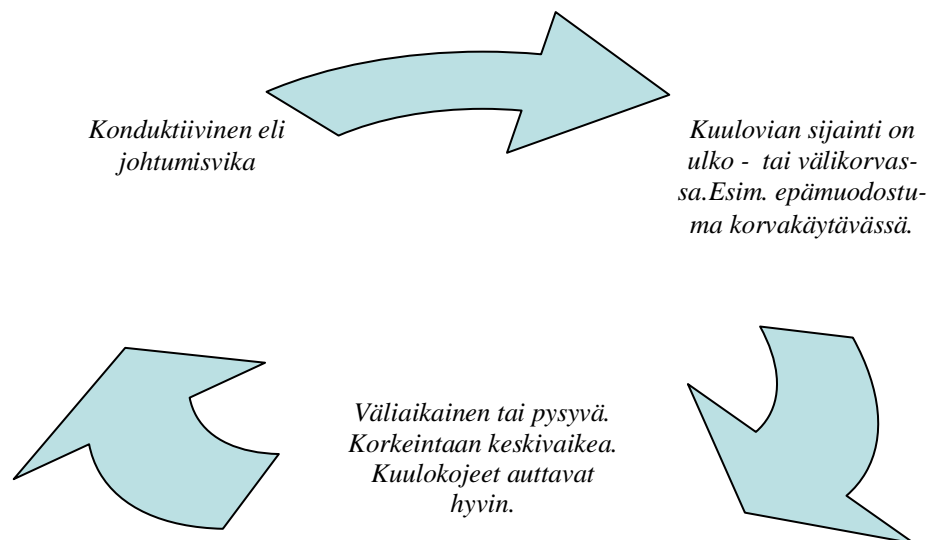 Konduktiivinen eli
johtumisvika
Kuulovian sijainti on
ulko - tai välikorvas-
sa.Esim. epämuodostu-
ma korvakäytävässä.
Väliaikainen tai pysyvä.
Korkeintaan keskivaikea.
Kuulokojeet auttavat
hyvin.